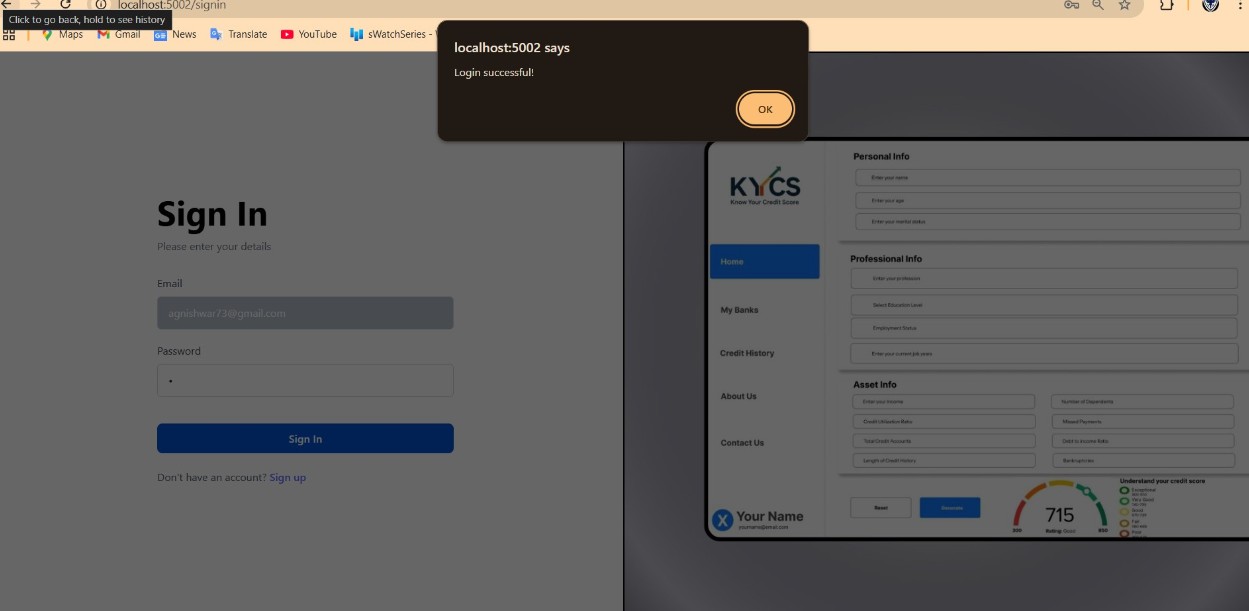 localhost:5002/signin
Click to go back, hold to see history
Maps
Gmail
News
Translate
YouTube
sWatchSeries -
localhost:5002 says
Login successful!
OK
Sign In
Please enter your details
Email
agnishwar73@gmail.com
Password
Sign In
Don't have an account? Sign up
KYCS
Know Your Credit Score
Home
My Banks
Credit History
About Us
Contact Us
X
Your Name
yourname@email.com
Personal Info
Enter your name
Enter your age
Enter your marital status
Professional Info
Enter your profession
Select Education Level
Employment Status
Enter your current job years
Asset Info
Enter your Income
Number of Dependents
Credit Utilization Ratio
Missed Payments
Total Credit Accounts
Debt to Income Ratio
Length of Credit History
Bankruptcies
Reset
Generate
715
300
Rating: Good
850
Understand your credit score
Exceptional
Very Good
Good
Fair
Poor